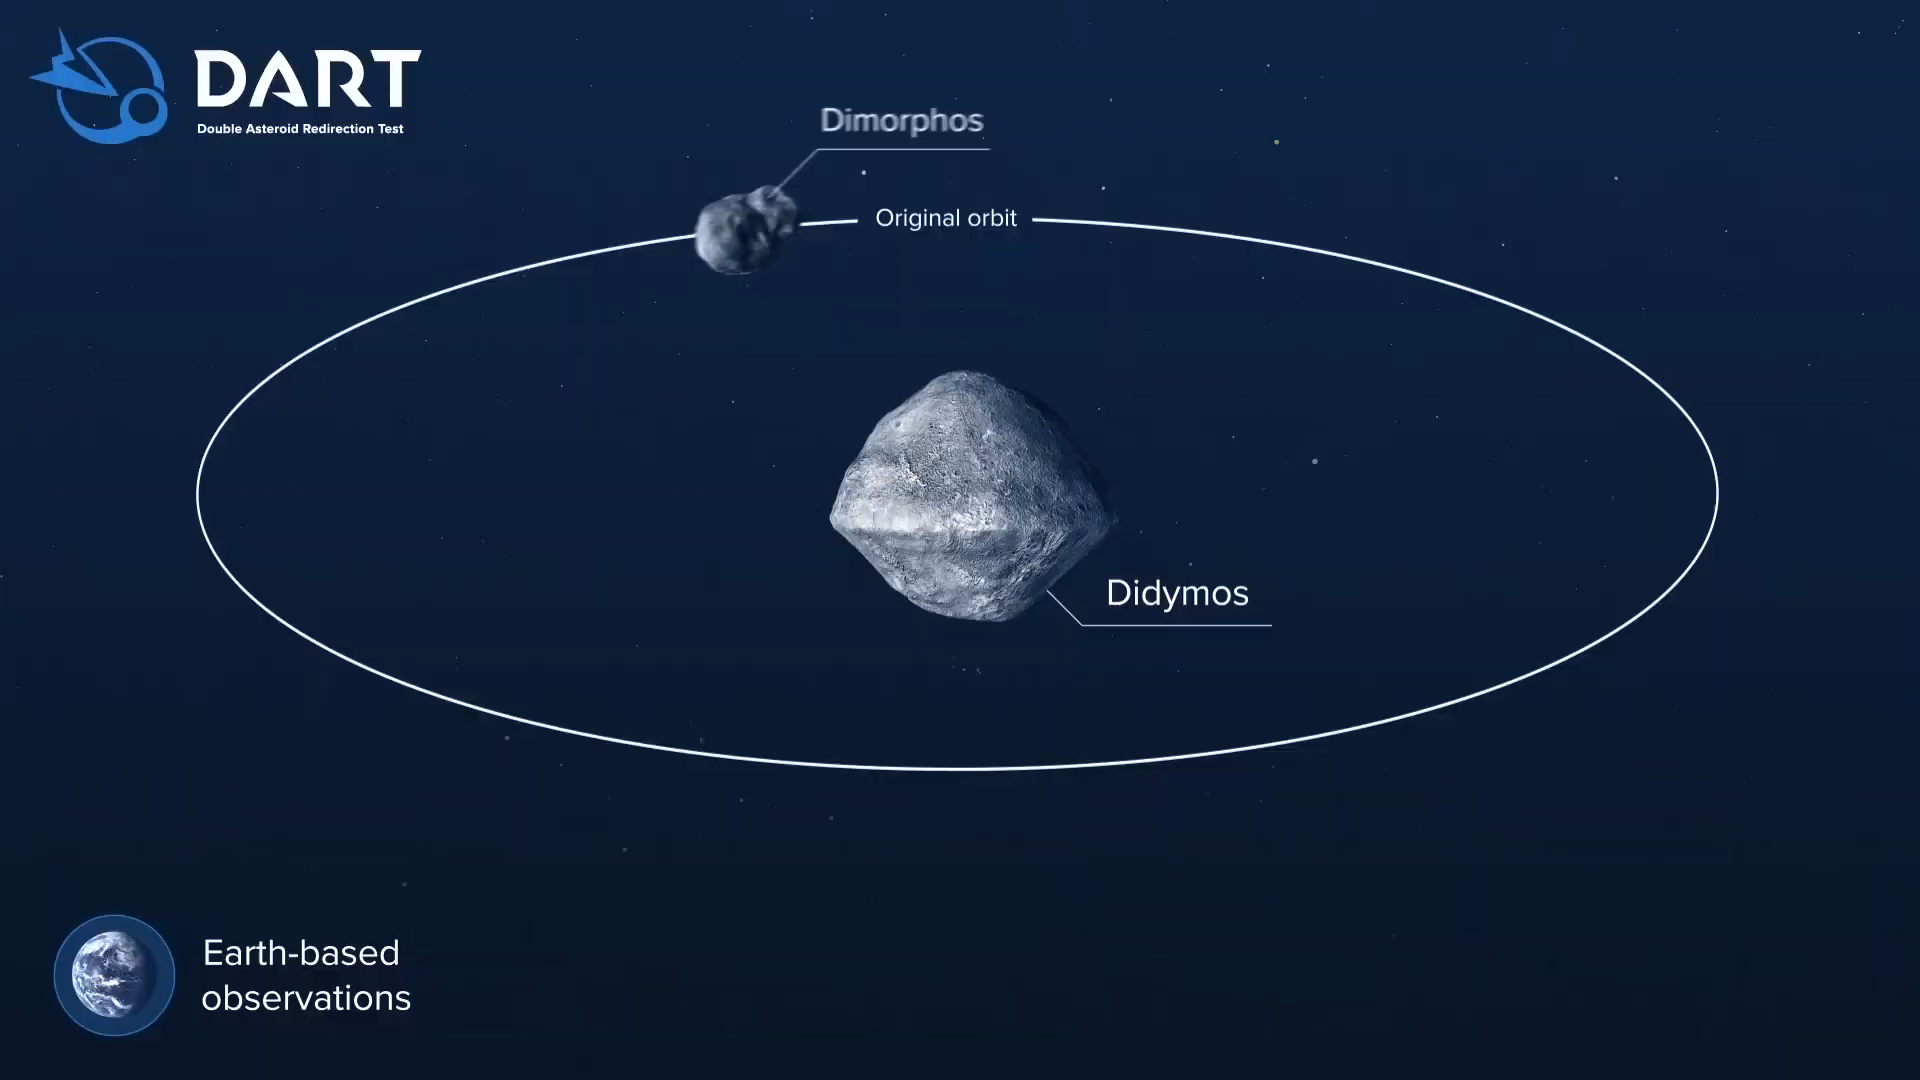 DART
Double Asteroid Redirection Test
Dimorphos
Original orbit
Didymos
Earth-based
observations